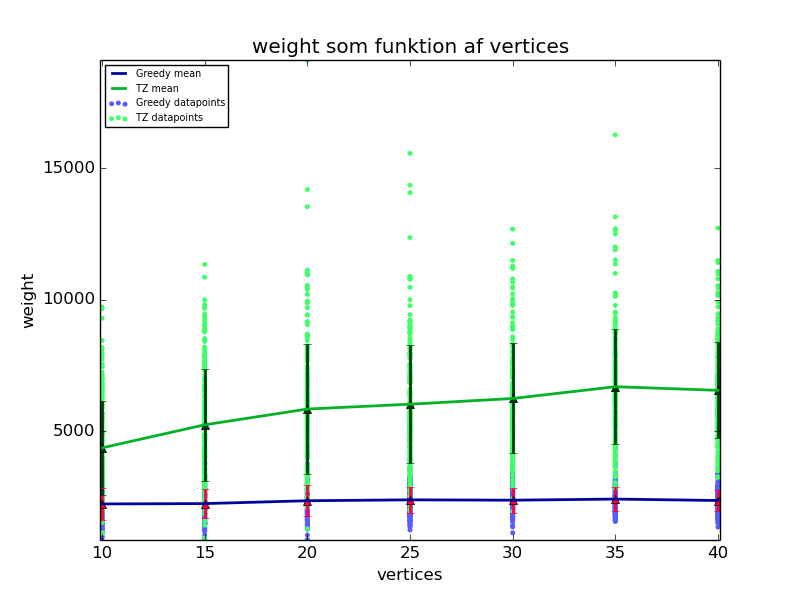 weight som funktion af vertices
Greedy mean
TZ mean
Greedy datapoints
TZ datapoints
15000
10000
5000
weight
10 15 20 25 30 35 40
vertices